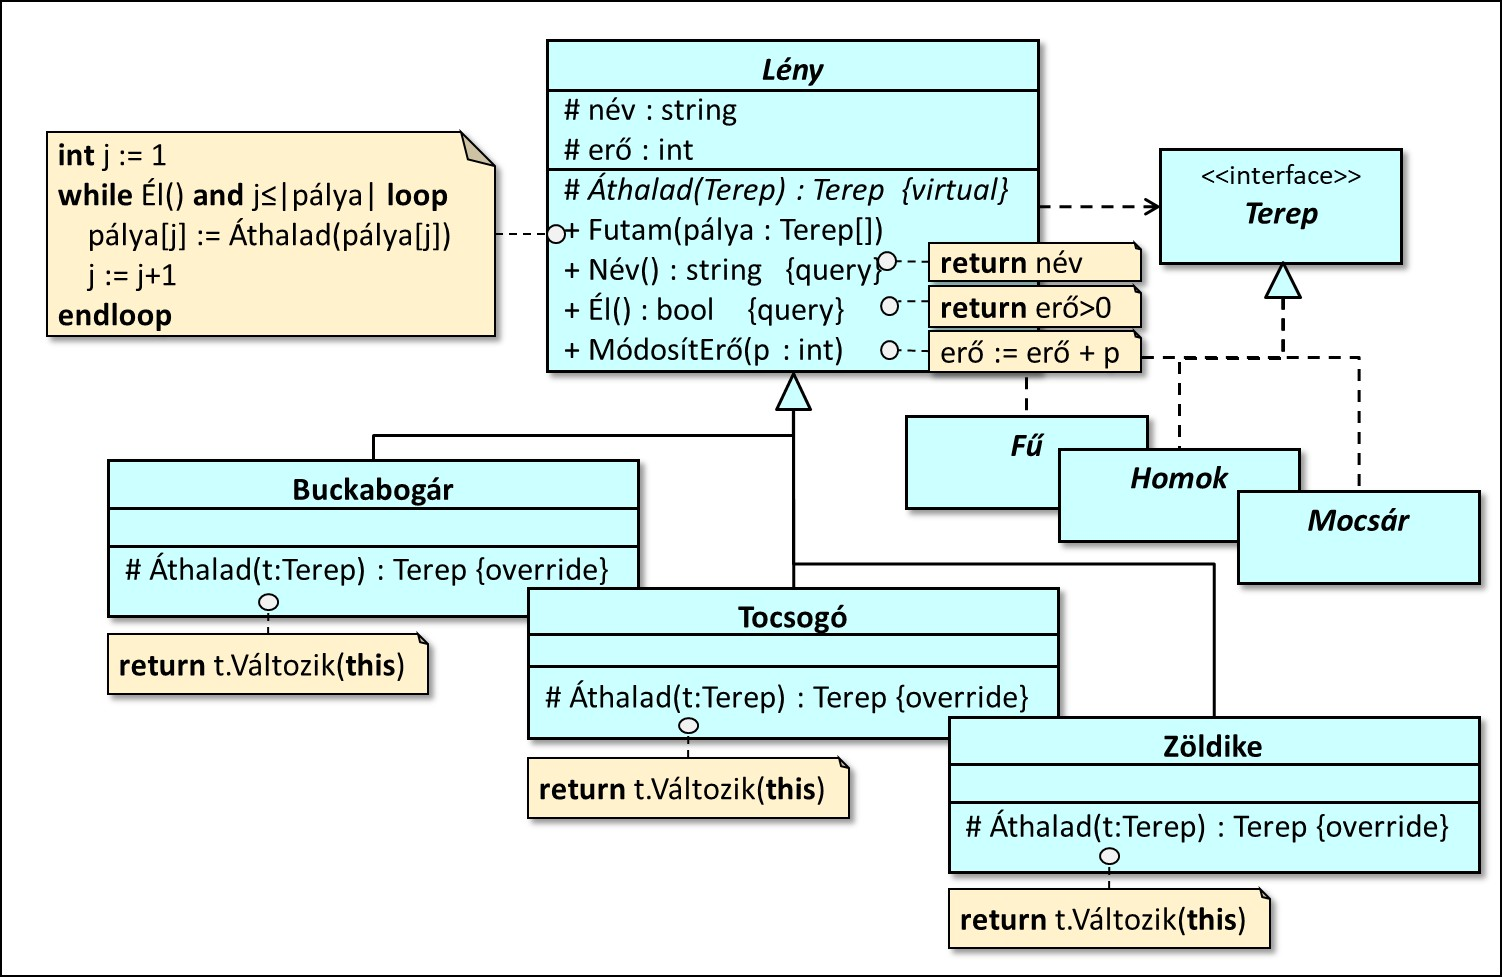 Lény
# név : string
# erő : int
# Áthalad(Terep) : Terep {virtual}
+ Futam(pálya : Terep[])
+ Név() : string {query}
+ Él() : bool {query}
+ MódosítErő(p : int)
int j := 1
while Él() and j≤|pálya| loop
pálya[j] := Áthalad(pálya[j])
j := j+1
endloop
return név
return erő>0
erő := erő + p
<<interface>>
Terep
Fű
Homok
Mocsár
Buckabogár
# Áthalad(t:Terep) : Terep {override}
return t.Változik(this)
Tocsogó
# Áthalad(t:Terep) : Terep {override}
return t.Változik(this)
Zöldike
# Áthalad(t:Terep) : Terep {override}
return t.Változik(this)